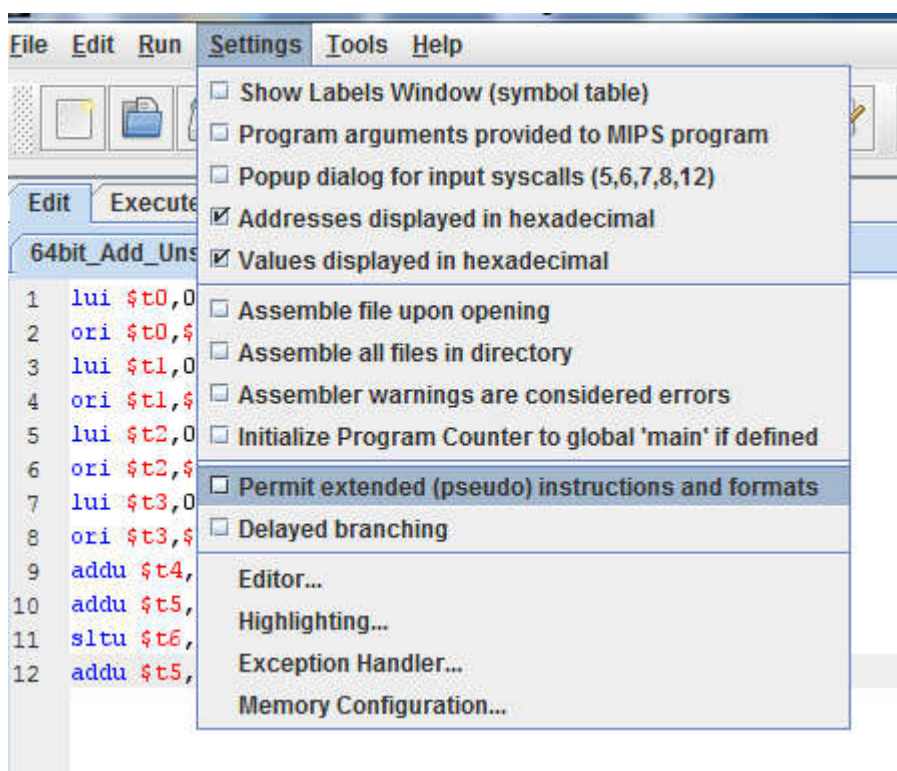 File Edit Run Settings Tools Help
Show Labels Window (symbol table)
Program arguments provided to MIPS program
Popup dialog for input syscalls (5,6,7,8,12)
Addresses displayed in hexadecimal
Values displayed in hexadecimal
Assemble file upon opening
Assemble all files in directory
Assembler warnings are considered errors
Initialize Program Counter to global 'main' if defined
Permit extended (pseudo) instructions and formats
Delayed branching
Editor...
Highlighting...
Exception Handler...
Memory Configuration...
Edit Execute
64bit_Add_Uns
1 lui $t0,0
2 ori $t0,$
3 lui $t1,0
4 ori $t1,$
5 lui $t2,0
6 ori $t2,$
7 lui $t3,0
8 ori $t3,$
9 addu $t4,
10 addu $t5,
11 sltu $t6,
12 addu $t5,